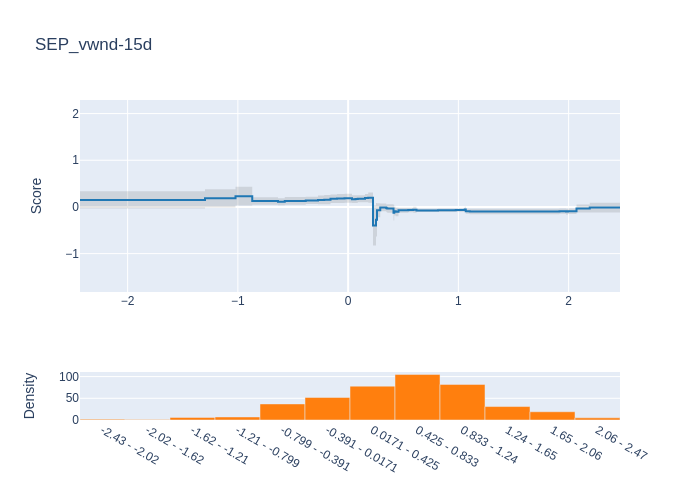 SEP_vwnd-15d
2
1
0
−1
Score
−2
−1
0
1
2
100
50
0
Density
-2.43 - -2.02
-2.02 - -1.62
-1.62 - -1.21
-1.21 - -0.799
-0.799 - -0.391
-0.391 - 0.0171
0.0171 - 0.425
0.425 - 0.833
0.833 - 1.24
1.24 - 1.65
1.65 - 2.06
2.06 - 2.47